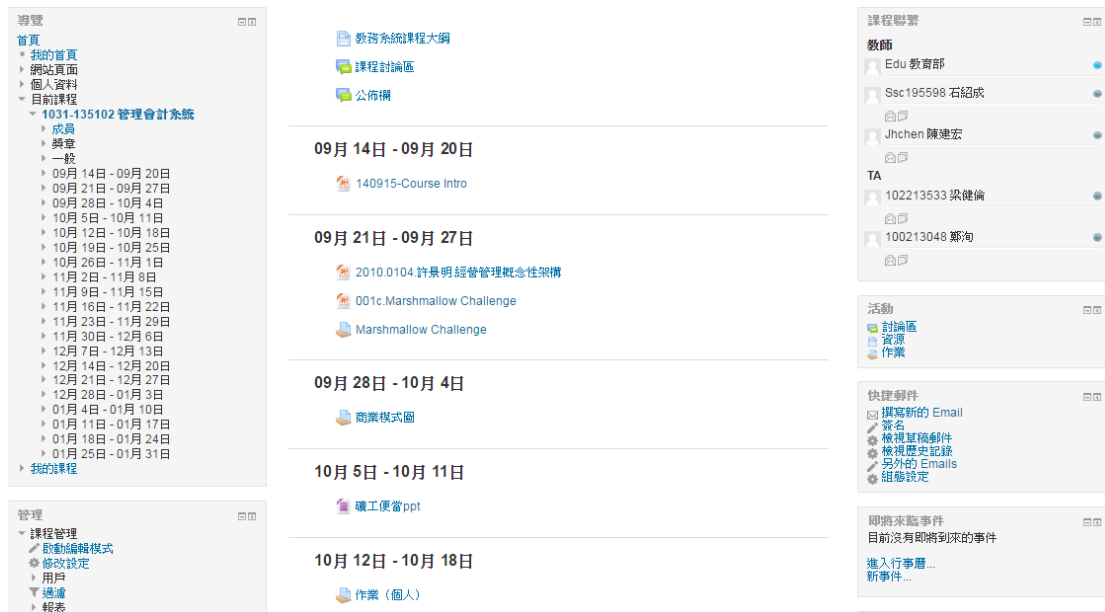 導覽
首頁
我的首頁
網站頁面
個人資料
目前課程
1031-135102 管理會計系統
成員
獎章
一般
09月 14日 - 09月 20日
09月 21日 - 09月 27日
09月 28日 - 10月 4日
10月 5日 - 10月 11日
10月 12日 - 10月 18日
10月 19日 - 10月 25日
10月 26日 - 11月 1日
11月 2日 - 11月 8日
11月 9日 - 11月 15日
11月 16日 - 11月 22日
11月 23日 - 11月 29日
11月 30日 - 12月 6日
12月 7日 - 12月 13日
12月 14日 - 12月 20日
12月 21日 - 12月 27日
12月 28日 - 01月 3日
01月 4日 - 01月 10日
01月 11日 - 01月 17日
01月 18日 - 01月 24日
01月 25日 - 01月 31日
我的課程
管理
課程管理
啟動編輯模式
修改設定
用戶
過濾
報表
教務系統課程大綱
課程討論區
公佈欄
09月 14日 - 09月 20日
140915-Course Intro
09月 21日 - 09月 27日
2010.0104.許景明.經營管理概念性架構
001c.Marshmallow Challenge
Marshmallow Challenge
09月 28日 - 10月 4日
商業模式圖
10月 5日 - 10月 11日
礦工便當ppt
10月 12日 - 10月 18日
作業（個人）
課程聯繫
教師
Edu 教育部
Ssc195598 石紹成
Jhchen 陳建宏
TA
102213533 梁健倫
100213048 鄭洵
活動
討論區
資源
作業
快捷郵件
撰寫新的 Email
簽名
檢視草稿郵件
檢視歷史記錄
另外的 Emails
組態設定
即將來臨事件
目前沒有即將到來的事件
進入行事曆...
新事件...